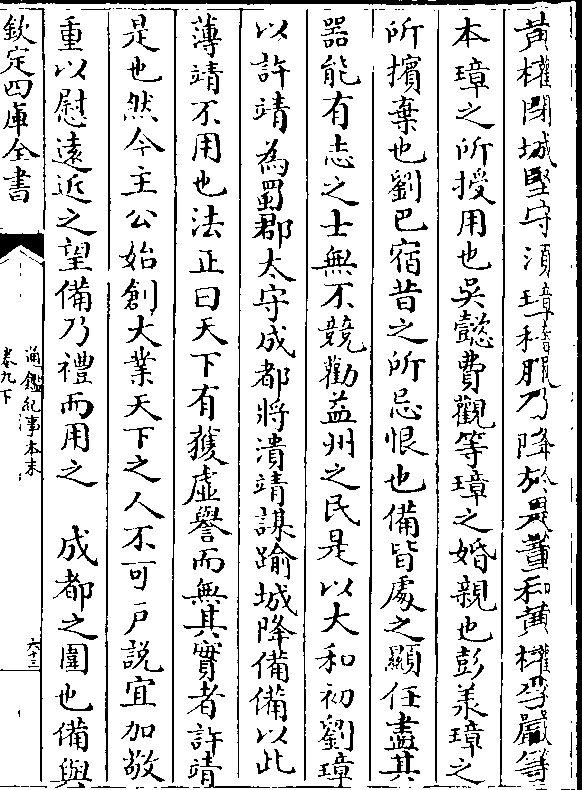 黄權閉城堅守須璋稽服乃降於是董和黄權李嚴等
本璋之所授用也吳懿費觀等璋之婚親也彭羕璋之
所擯棄也劉巴宿昔之所忌恨也備皆處之顯任盡其
器能有志之士無不競勸益州之民是以大和初劉璋
以許靖為蜀郡太守成都將潰靖謀踰城降備備以此
薄靖不用也法正曰天下有獲虚譽而無其實者許靖
是也然今主公始創大業天下之人不可户説宜加敬
重以慰遠近之望備乃禮而用之　成都之圍也備與
欽定四庫全書
通鑑紀事本末
卷九下
六十三